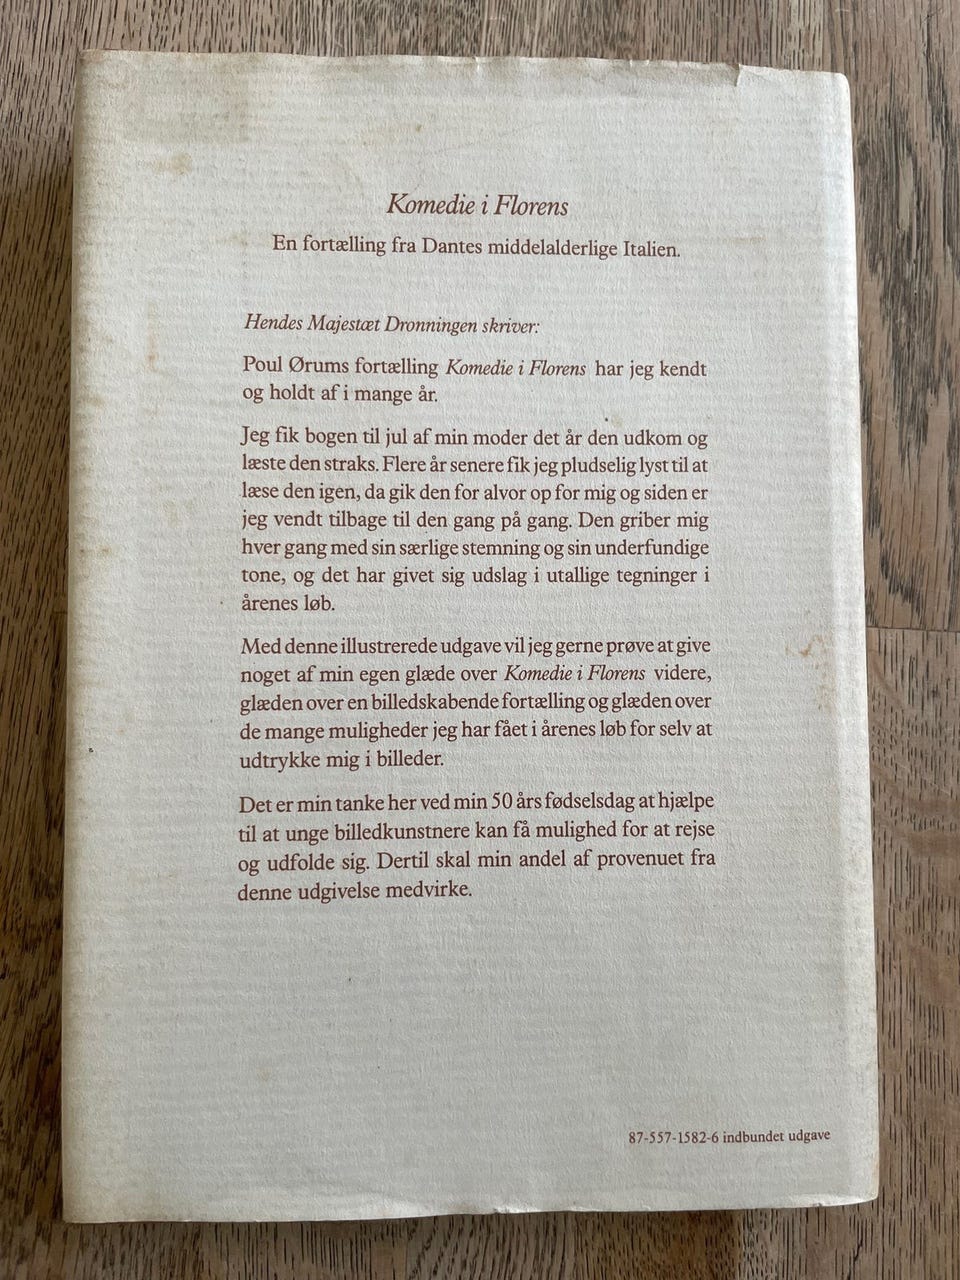 Komedie i Florens
En fortælling fra Dantes middelalderlige Italien.
Hendes Majestæt Dronningen skriver:
Poul Ørums fortælling Komedie i Florens har jeg kendt
og holdt af i mange år.
Jeg fik bogen til jul af min moder det år den udkom og
læste den straks. Flere år senere fik jeg pludselig lyst til at
læse den igen, da gik den for alvor op for mig og siden er
jeg vendt tilbage til den gang på gang. Den griber mig
hver gang med sin særlige stemning og sin underfundige
tone, og det har givet sig udslag i utallige tegninger i
årenes løb.
Med denne illustrerede udgave vil jeg gerne prøve at give
noget af min egen glæde over Komedie i Florens videre,
glæden over en billedskabende fortælling og glæden over
de mange muligheder jeg har fået i årenes løb for selv at
udtrykke mig i billeder.
Det er min tanke her ved min 50 års fødselsdag at hjælpe
til at unge billedkunstnere kan få mulighed for at rejse
og udfolde sig. Dertil skal min andel af provenuet fra
denne udgivelse medvirke.
87-557-1582-6 indbundet udgave